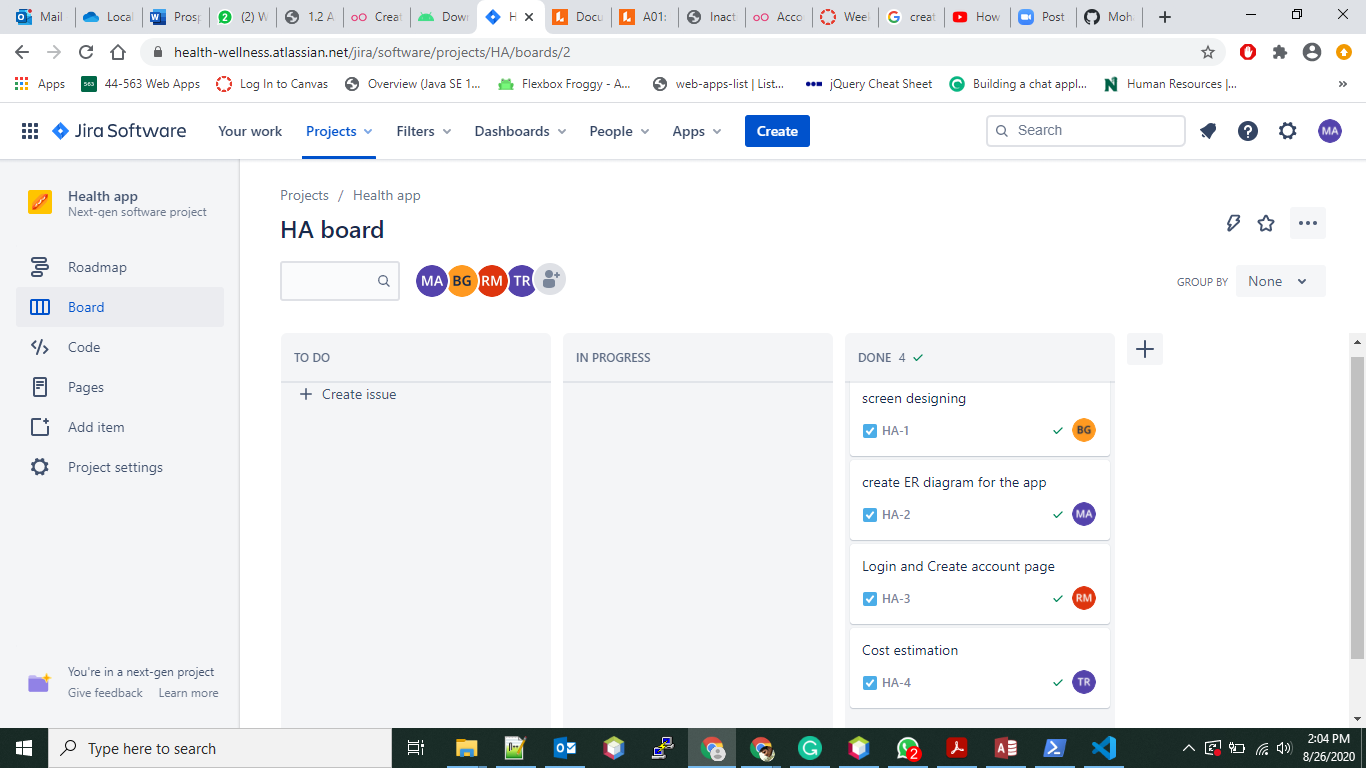 Mail
Local
Prosp
(2) W
1.2 A
Creat
Down
H
Docu
A01:
Inact
Acco
Week
creat
How
Post
Moh
health-wellness.atlassian.net/jira/software/projects/HA/boards/2
Apps
44-563 Web Apps
Log In to Canvas
Overview (Java SE 1...
Flexbox Froggy - A...
web-apps-list | List...
jQuery Cheat Sheet
Building a chat appl...
Human Resources |...
»
Jira Software
Your work
Projects
Filters
Dashboards
People
Apps
Create
Search
MA
Health app
Next-gen software project
Roadmap
Board
Code
Pages
Add item
Project settings
You're in a next-gen project
Give feedback Learn more
Projects / Health app
HA board
MA BG RM TR
GROUP BY None
TO DO
Create issue
IN PROGRESS
DONE 4
screen designing
HA-1 BG
create ER diagram for the app
HA-2 MA
Login and Create account page
HA-3 RM
Cost estimation
HA-4 TR
Type here to search
2
2:04 PM
8/26/2020